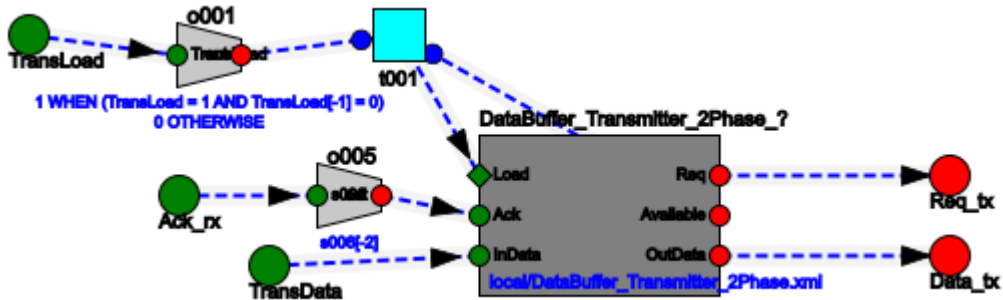 o001
TransLoad
t001
1 WHEN (TransLoad = 1 AND TransLoad[-1] = 0)
0 OTHERWISE
DataBuffer_Transmitter_2Phase_?
o005
Load
Req
Ack_rx
Ack
Available
Req_tx
s006[-2]
InData
OutData
TransData
local/DataBuffer_Transmitter_2Phase.xml
Data_tx